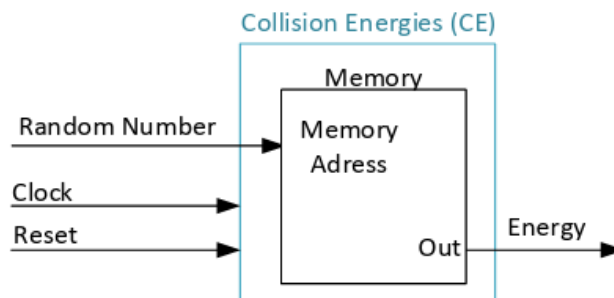 Collision Energies (CE)
Memory
Random Number
Memory
Adress
Clock
Reset
Out
Energy